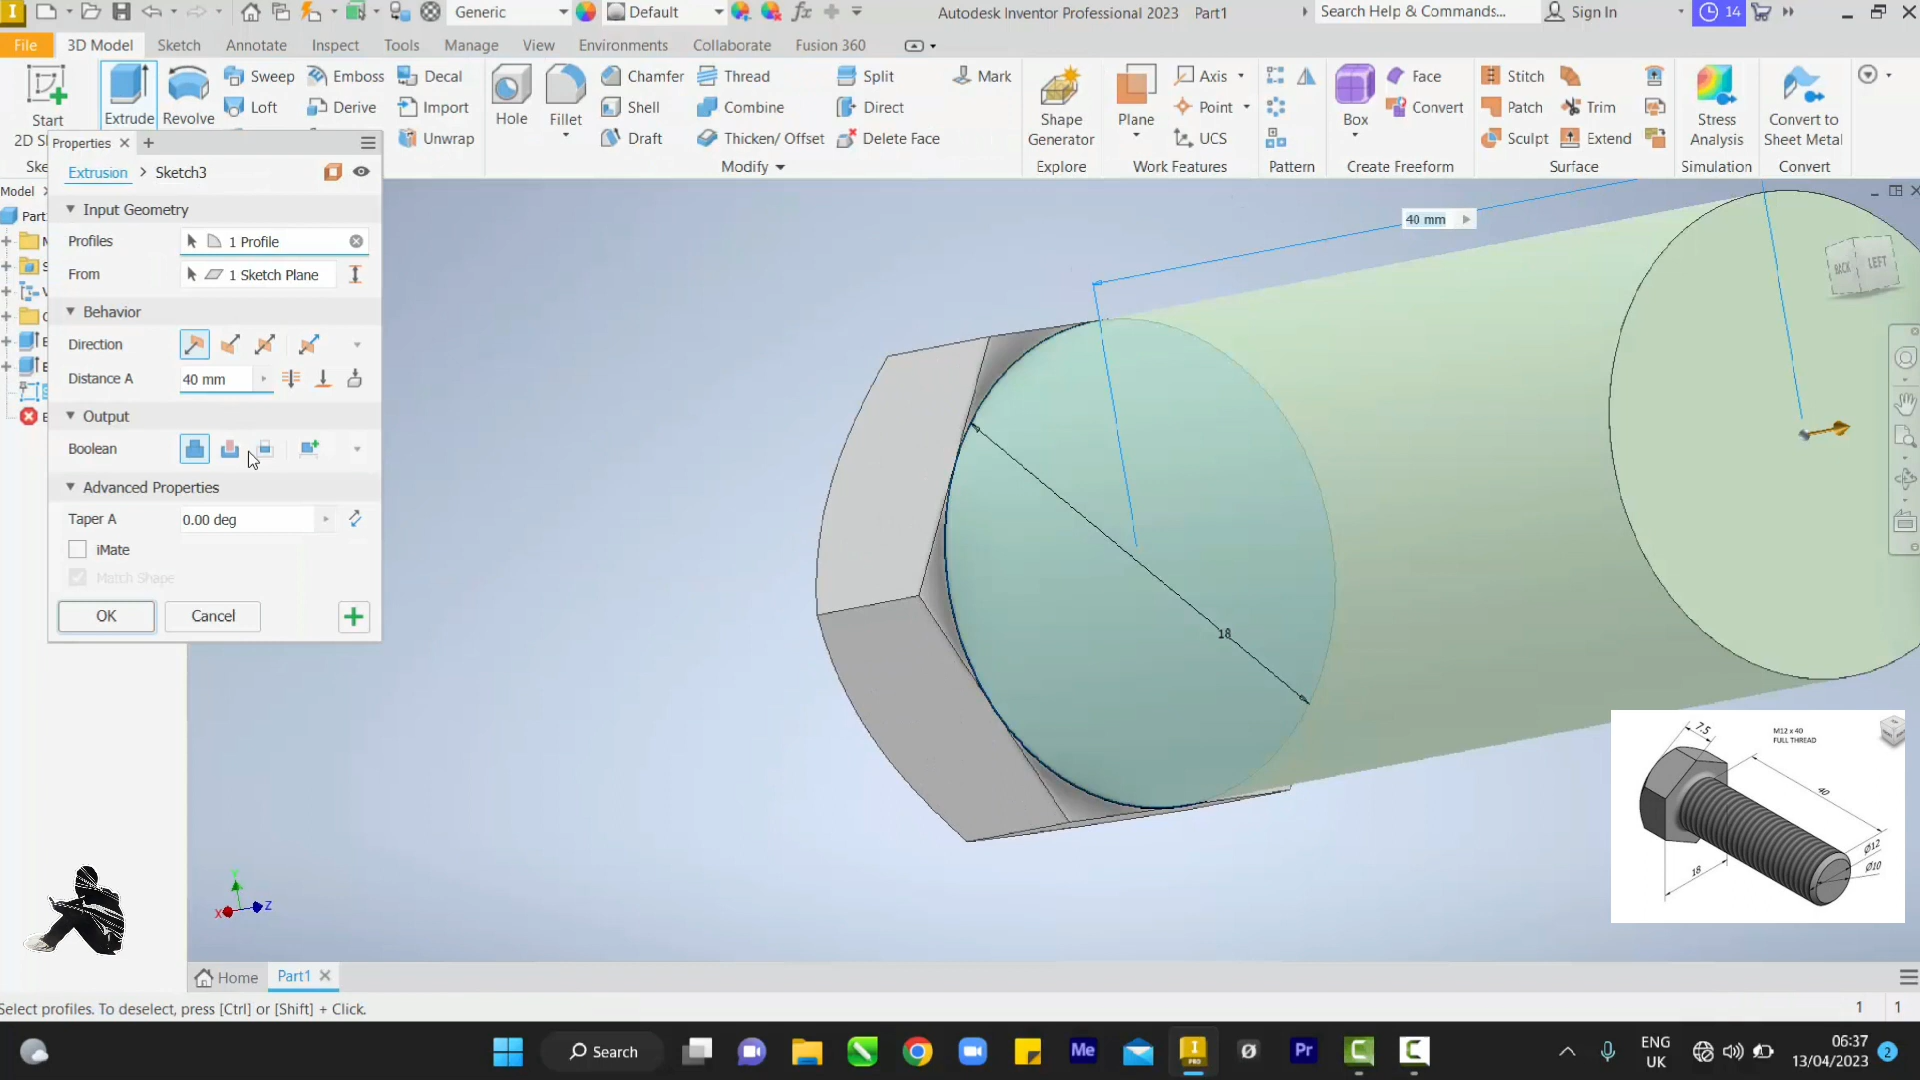 Generic
Default
Autodesk Inventor Professional 2023 Part1
Search Help & Commands...
Sign In
14
File
3D Model
Sketch
Annotate
Inspect
Tools
Manage
View
Environments
Collaborate
Fusion 360
Start
2D S
Extrude
Revolve
Sweep
Loft
Emboss
Derive
Decal
Import
Unwrap
Hole
Fillet
Chamfer
Shell
Draft
Thread
Combine
Thicken/ Offset
Split
Direct
Delete Face
Mark
Shape
Generator
Plane
Axis
Point
UCS
Box
Face
Convert
Stitch
Patch
Sculpt
Trim
Extend
Stress
Analysis
Convert to
Sheet Metal
Modify
Explore
Work Features
Pattern
Create Freeform
Surface
Simulation
Convert
Model
Part
Properties
Extrusion > Sketch3
Input Geometry
Profiles 1 Profile
From 1 Sketch Plane
Behavior
Direction
Distance A 40 mm
Output
Boolean
Advanced Properties
Taper A 0.00 deg
iMate
Match Shape
OK Cancel
40 mm
BACK LEFT
18
M12 x 40
FULL THREAD
7.5
40
Ø12
Ø10
18
Y
X Z
Home Part1
Select profiles. To deselect, press [Ctrl] or [Shift] + Click.
1 1
Search
Me
I
PRO
Ø
Pr
ENG
UK
06:37
13/04/2023
2